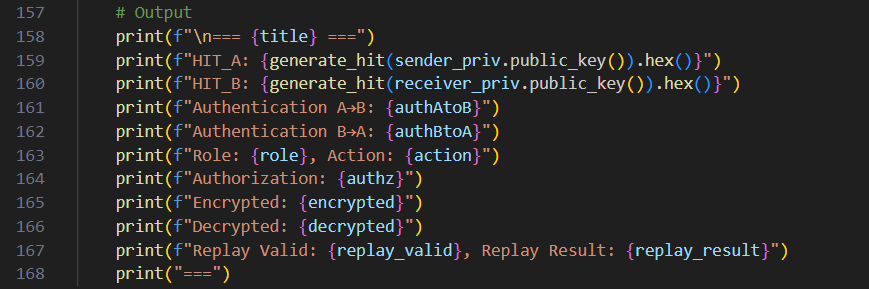 157 # Output
158 print(f"\n=== {title} ===")
159 print(f"HIT_A: {generate_hit(sender_priv.public_key()).hex()}")
160 print(f"HIT_B: {generate_hit(receiver_priv.public_key()).hex()}")
161 print(f"Authentication A→B: {authAtoB}")
162 print(f"Authentication B→A: {authBtoA}")
163 print(f"Role: {role}, Action: {action}")
164 print(f"Authorization: {authz}")
165 print(f"Encrypted: {encrypted}")
166 print(f"Decrypted: {decrypted}")
167 print(f"Replay Valid: {replay_valid}, Replay Result: {replay_result}")
168 print("===")